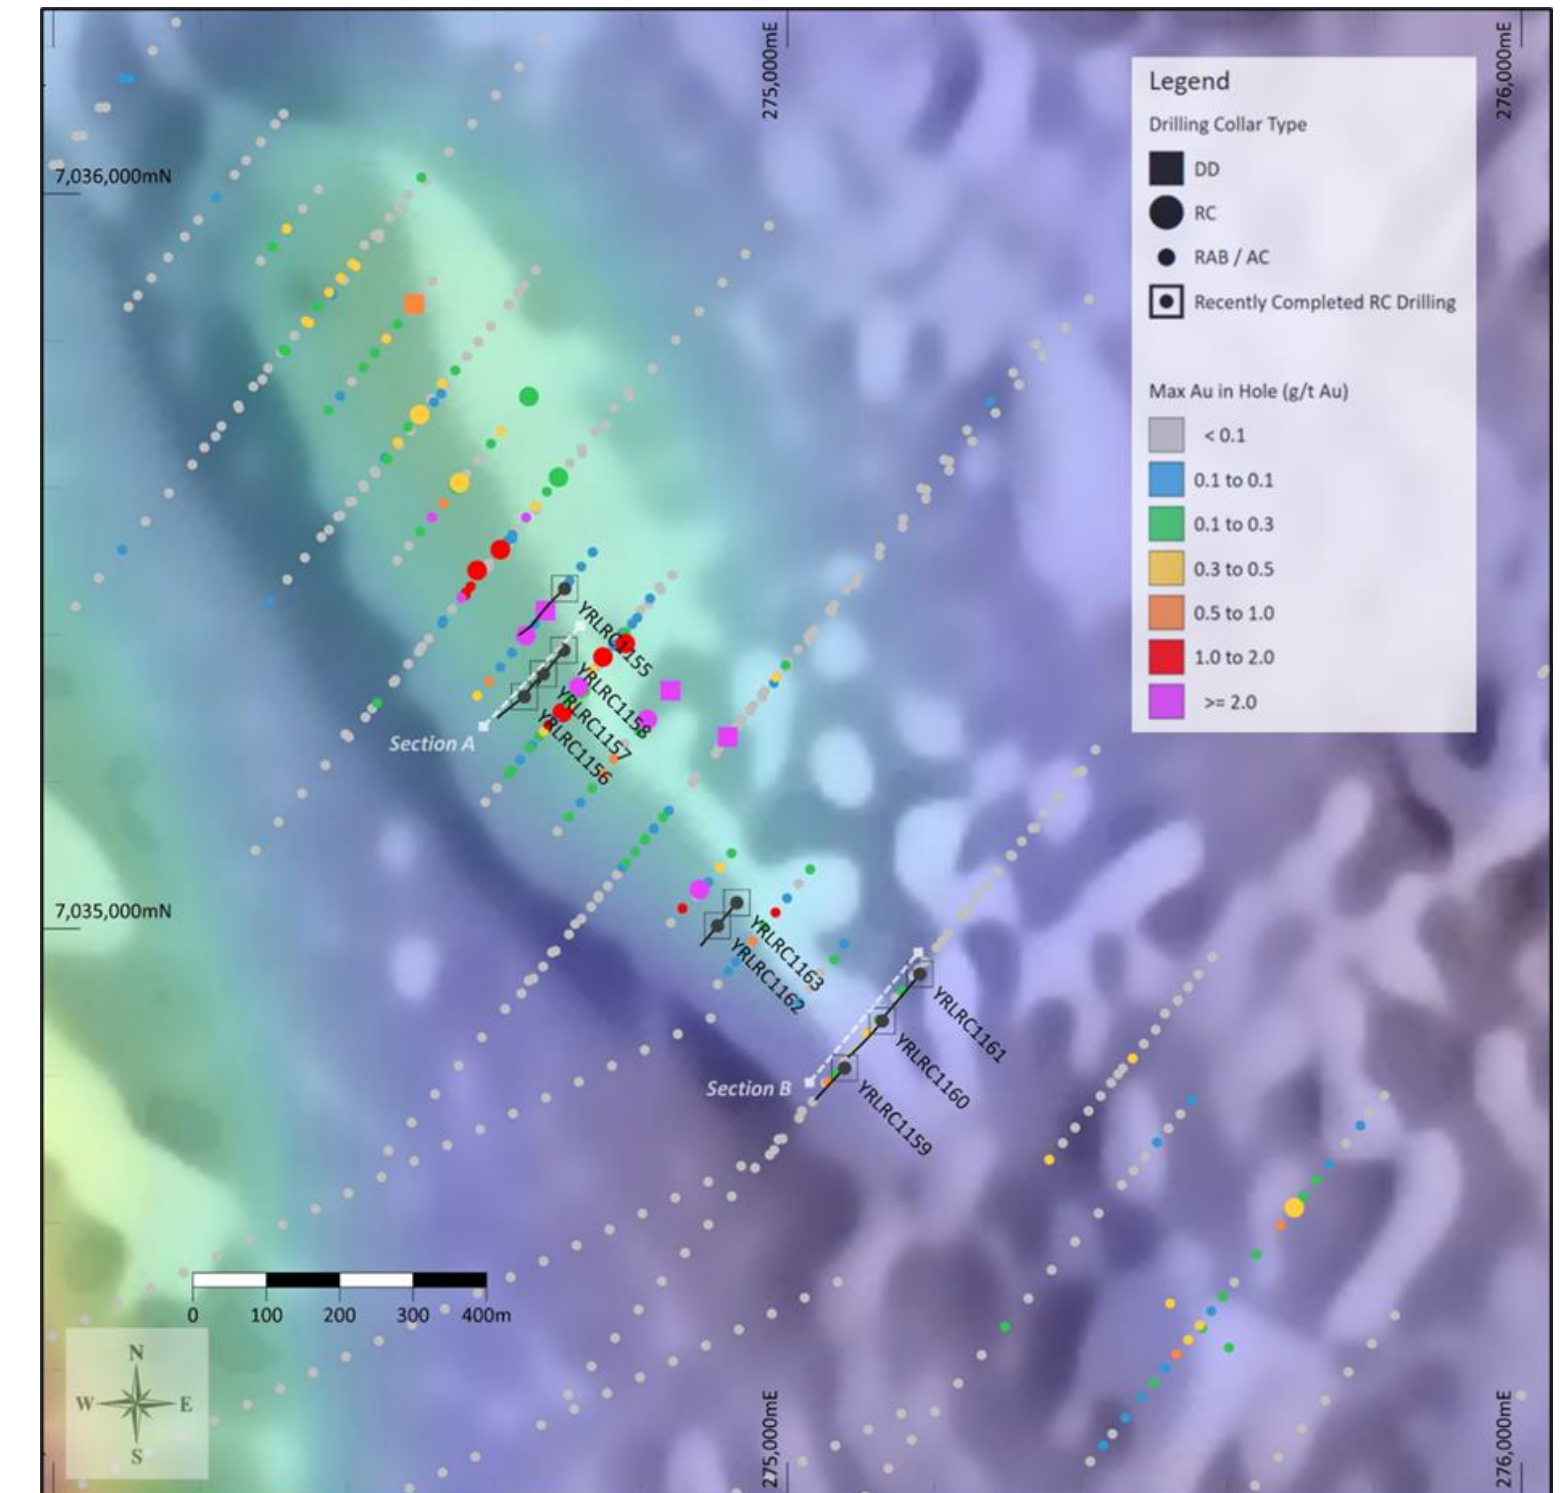 275,000mE
276,000mE
Legend
Drilling Collar Type
DD
RC
RAB / AC
Recently Completed RC Drilling
Max Au in Hole (g/t Au)
< 0.1
0.1 to 0.1
0.1 to 0.3
0.3 to 0.5
0.5 to 1.0
1.0 to 2.0
>= 2.0
7,036,000mN
YRLRC1155
YRLRC1158
YRLRC1157
YRLRC1156
Section A
7,035,000mN
YRLRC1163
YRLRC1162
YRLRC1161
YRLRC1160
YRLRC1159
Section B
0 100 200 300 400m
N
W E
S
275,000mE
276,000mE